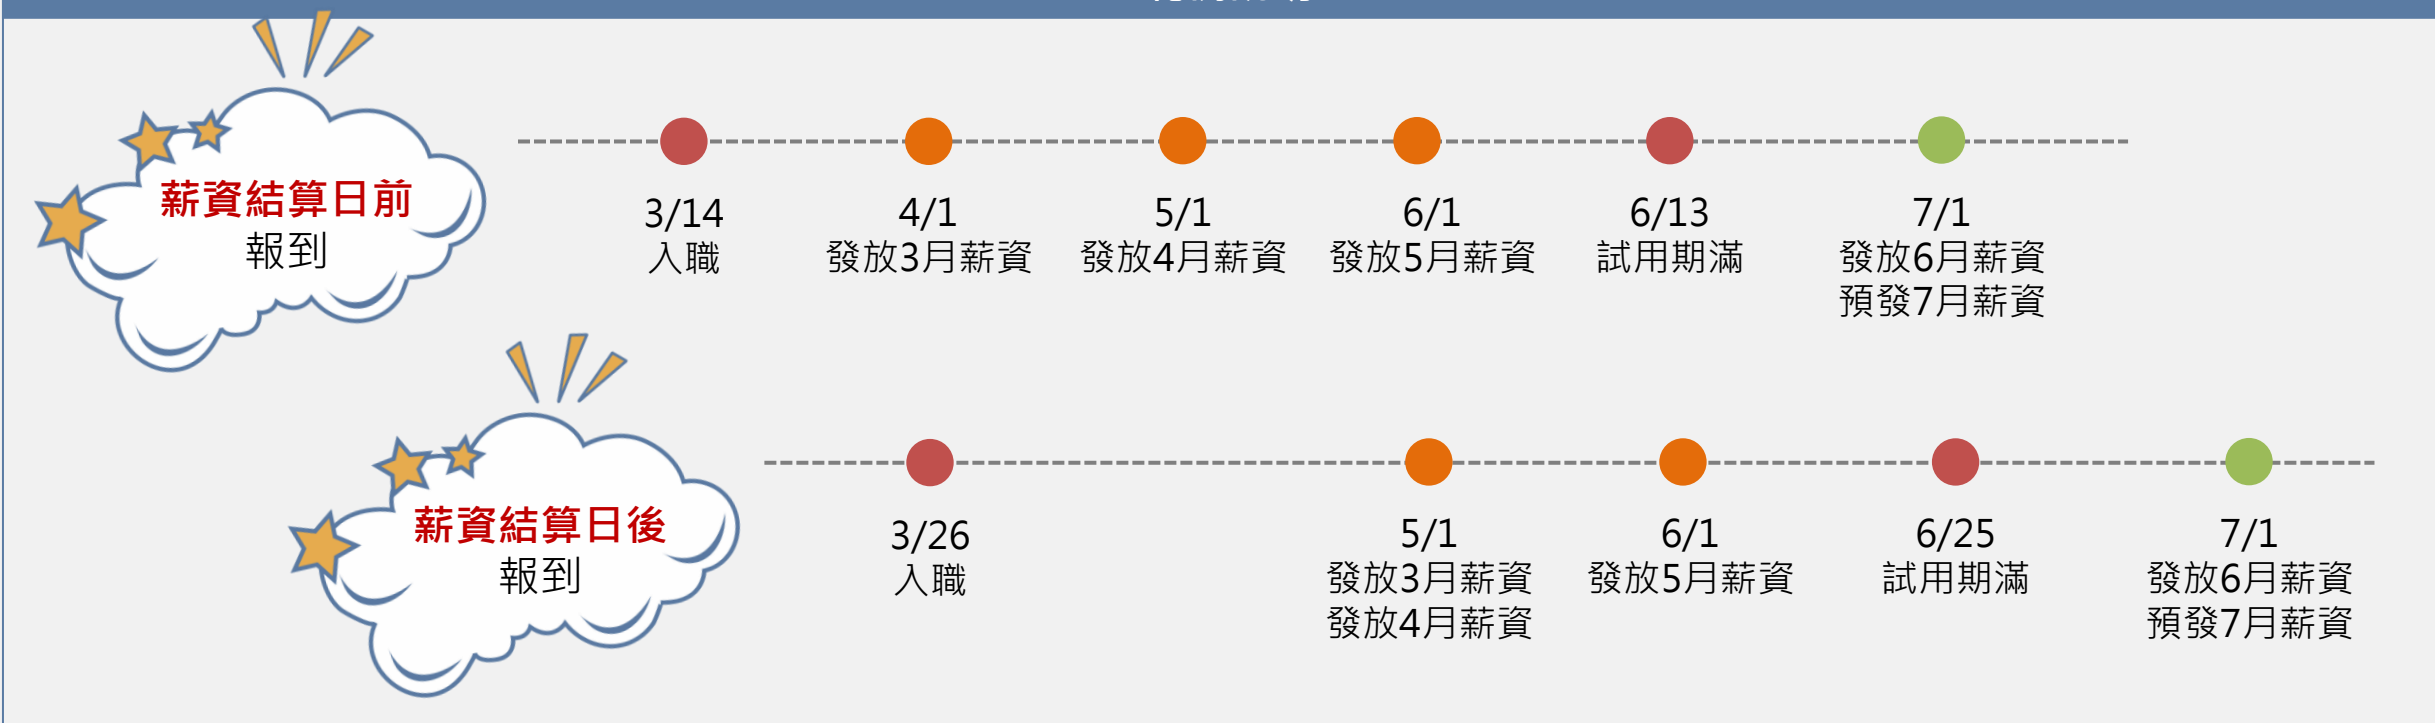 薪資結算日前
報到
3/14
入職
4/1
發放3月薪資
5/1
發放4月薪資
6/1
發放5月薪資
6/13
試用期滿
7/1
發放6月薪資
預發7月薪資
薪資結算日後
報到
3/26
入職
5/1
發放3月薪資
發放4月薪資
6/1
發放5月薪資
6/25
試用期滿
7/1
發放6月薪資
預發7月薪資